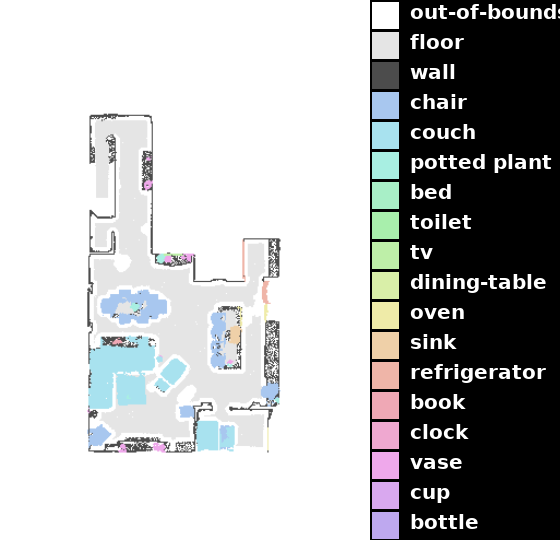 out-of-bounds
floor
wall
chair
couch
potted plant
bed
toilet
tv
dining-table
oven
sink
refrigerator
book
clock
vase
cup
bottle